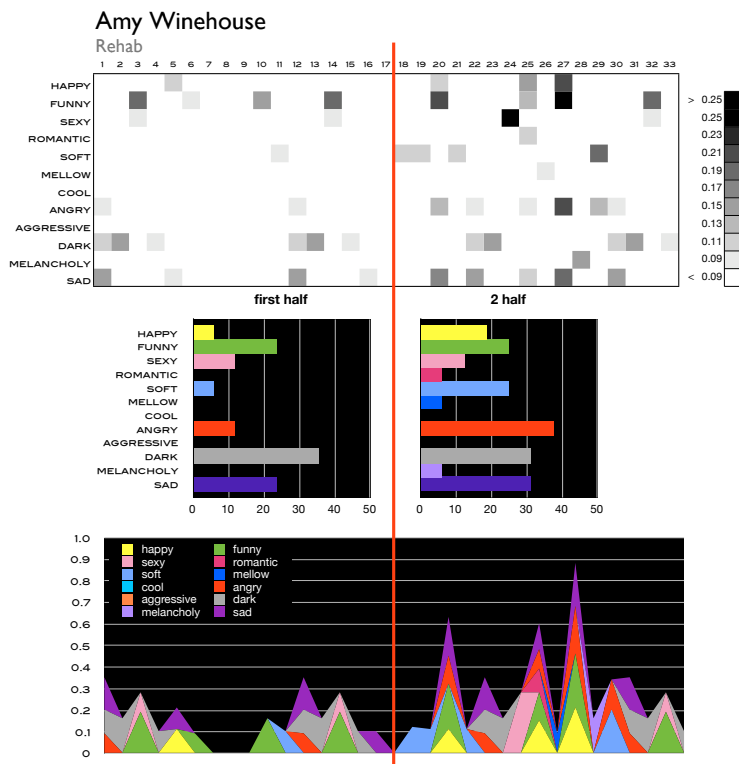 Amy Winehouse
Rehab
1 2 3 4 5 6 7 8 9 10 11 12 13 14 15 16 17 18 19 20 21 22 23 24 25 26 27 28 29 30 31 32 33
HAPPY
FUNNY
SEXY
ROMANTIC
SOFT
MELLOW
COOL
ANGRY
AGGRESSIVE
DARK
MELANCHOLY
SAD
> 0.25
0.25
0.23
0.21
0.19
0.17
0.15
0.13
0.11
0.09
< 0.09
first half 2 half
HAPPY
FUNNY
SEXY
ROMANTIC
SOFT
MELLOW
COOL
ANGRY
AGGRESSIVE
DARK
MELANCHOLY
SAD
0 10 20 30 40 50 0 10 20 30 40 50
1.0
0.9
0.8
0.7
0.6
0.5
0.4
0.3
0.2
0.1
0
happy funny
sexy romantic
soft mellow
cool angry
aggressive dark
melancholy sad